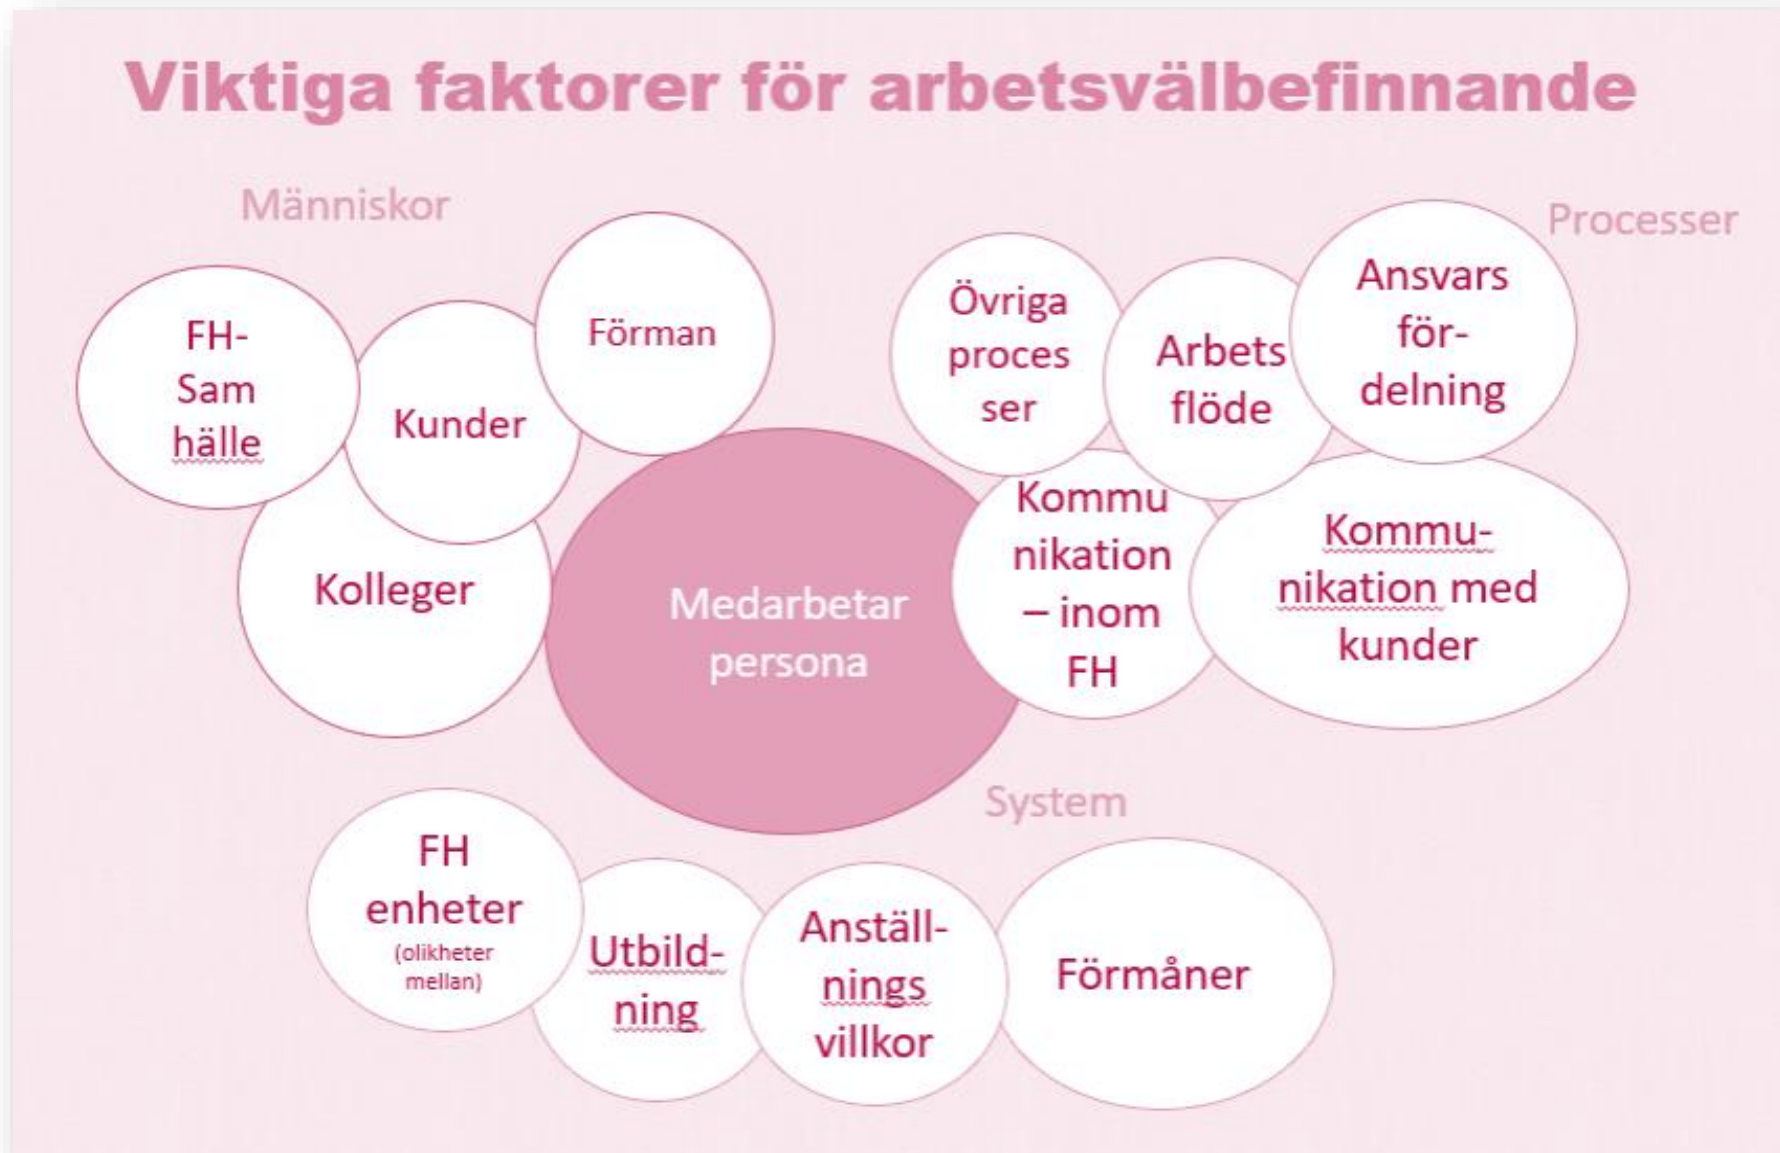 Viktiga faktorer för arbetsvälbefinnande
Människor
FH-
Sam
hälle
Kunder
Förman
Kolleger
Medarbetar
persona
Processer
Övriga
proces
ser
Arbets
flöde
Ansvars
för-
delning
Kommu
nikation
– inom
FH
Kommu-
nikation med
kunder
System
FH
enheter
(olikheter
mellan)
Utbild-
ning
Anställ-
nings
villkor
Förmåner